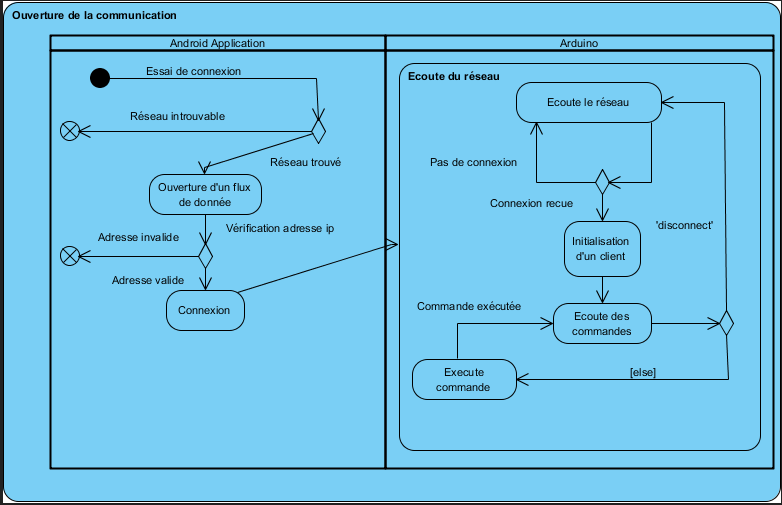 Ouverture de la communication
Android Application
Arduino
Essai de connexion
Réseau introuvable
Réseau trouvé
Ouverture d'un flux
de donnée
Vérification adresse ip
Adresse invalide
Adresse valide
Connexion
Ecoute du réseau
Ecoute le réseau
Pas de connexion
Connexion recue
Initialisation
d'un client
'disconnect'
Commande exécutée
Ecoute des
commandes
Execute
commande
[else]